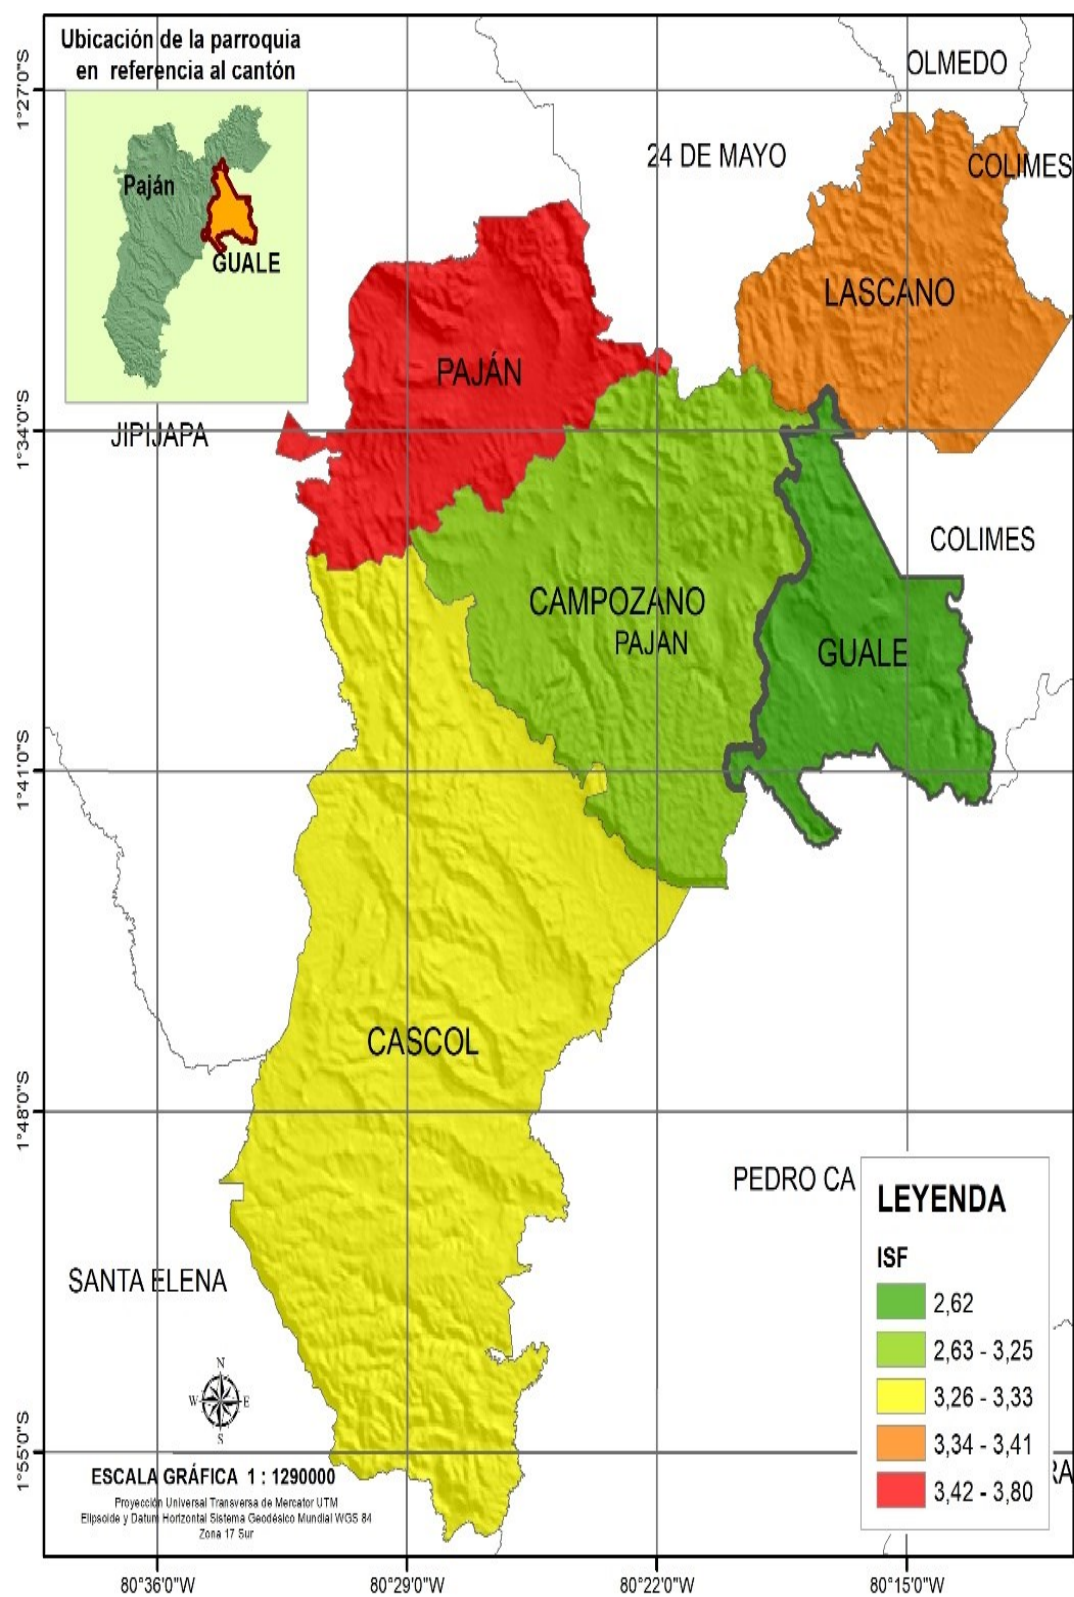 Ubicación de la parroquia
en referencia al cantón
Paján
GUALE
OLMEDO
24 DE MAYO
COLIMES
LASCANO
PAJÁN
JIPIJAPA
COLIMES
CAMPOZANO
PAJAN
GUALE
CASCOL
PEDRO CA
SANTA ELENA
LEYENDA
ISF
2,62
2,63 - 3,25
3,26 - 3,33
3,34 - 3,41
3,42 - 3,80
RA
N
W E
S
ESCALA GRÁFICA 1 : 1290000
Proyección Universal Transversa de Mercator UTM
Elipsoide y Datum Horizontal Sistema Geodésico Mundial WGS 84
Zona 17 Sur
1°27'0"S
1°34'0"S
1°41'0"S
1°48'0"S
1°55'0"S
80°36'0"W
80°29'0"W
80°22'0"W
80°15'0"W